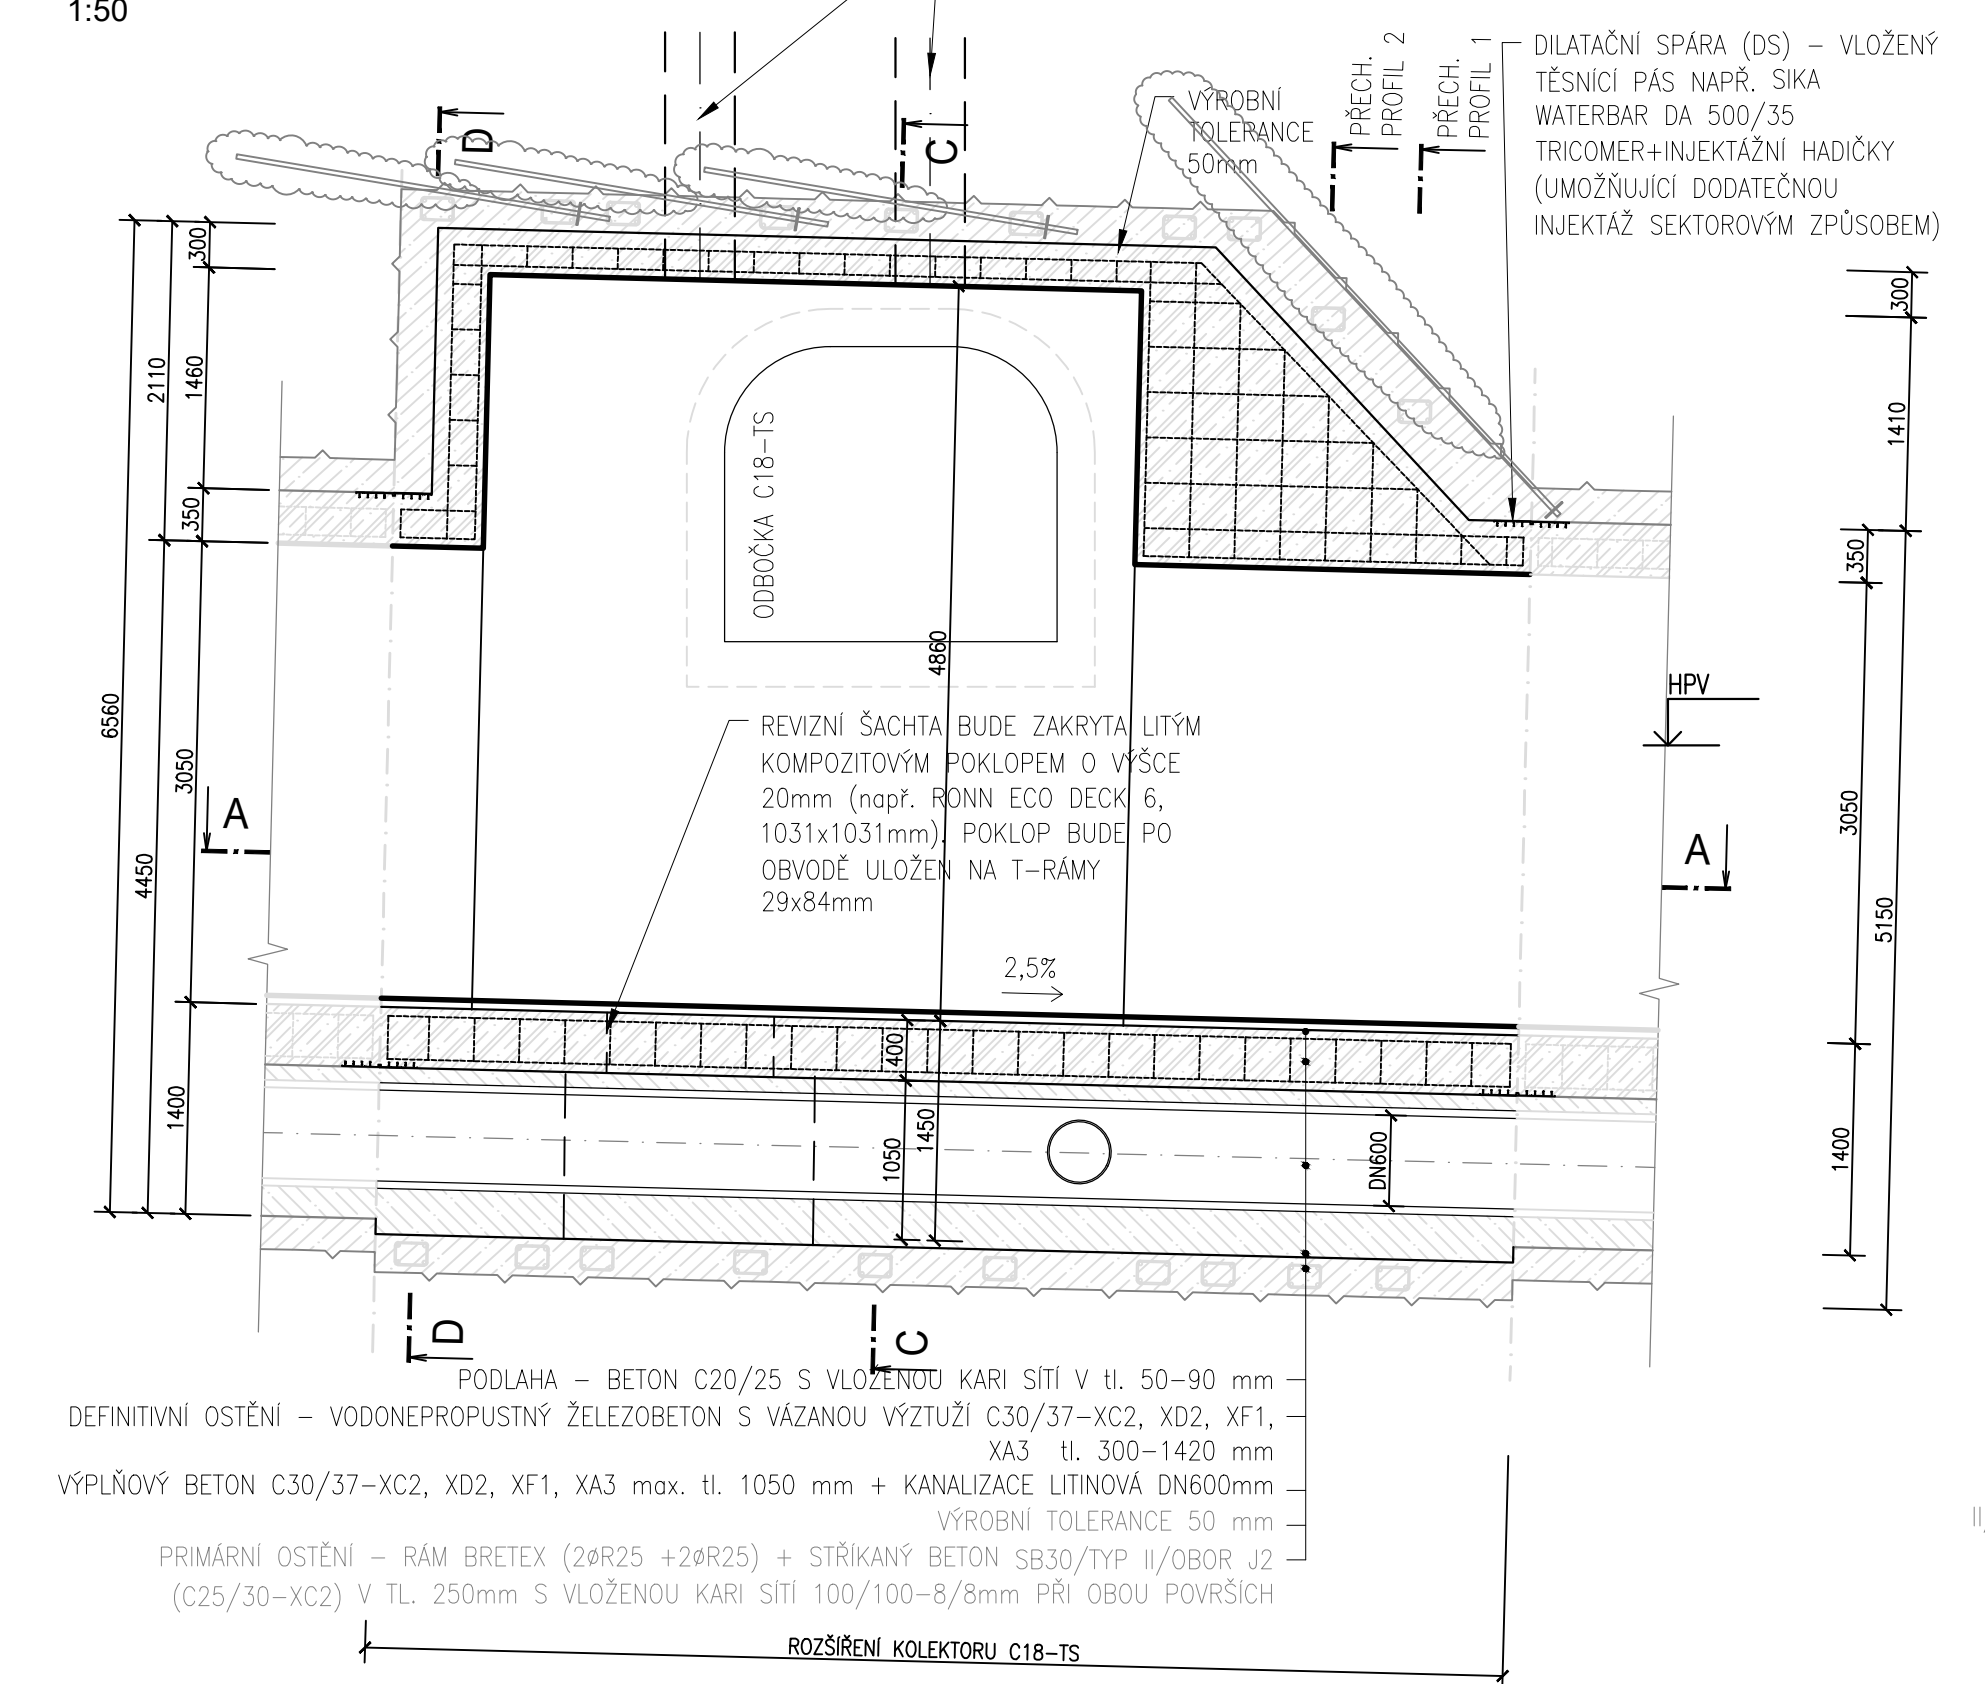 1:50
PŘECH.
PROFIL 2
PŘECH.
PROFIL 1
DILATAČNÍ SPÁRA (DS) – VLOŽENÝ
TĚSNÍCÍ PÁS NAPŘ. SIKA
WATERBAR DA 500/35
TRICOMER+INJEKTÁŽNÍ HADIČKY
(UMOŽŇUJÍCÍ DODATEČNOU
INJEKTÁŽ SEKTOROVÝM ZPŮSOBEM)
VÝROBNÍ
TOLERANCE
50mm
D
C
300
2110
1460
350
6560
3050
4450
1400
A
ODBOČKA C18-TS
4860
300
1410
350
HPV
3050
A
5150
1400
REVIZNÍ ŠACHTA BUDE ZAKRYTA LITÝM
KOMPOZITOVÝM POKLOPEM O VÝŠCE
20mm (např. RONN ECO DECK 6,
1031x1031mm). POKLOP BUDE PO
OBVODĚ ULOŽEN NA T-RÁMY
29x84mm
2,5%
400
1050
1450
DN600
D
C
PODLAHA – BETON C20/25 S VLOŽENOU KARI SÍTÍ V tl. 50-90 mm
DEFINITIVNÍ OSTĚNÍ – VODONEPROPUSTNÝ ŽELEZOBETON S VÁZANOU VÝZTUŽÍ C30/37-XC2, XD2, XF1,
XA3 tl. 300-1420 mm
VÝPLŇOVÝ BETON C30/37-XC2, XD2, XF1, XA3 max. tl. 1050 mm + KANALIZACE LITINOVÁ DN600mm
VÝROBNÍ TOLERANCE 50 mm
PRIMÁRNÍ OSTĚNÍ – RÁM BRETEX (2øR25 +2øR25) + STŘÍKANÝ BETON SB30/TYP II/OBOR J2
(C25/30-XC2) V TL. 250mm S VLOŽENOU KARI SÍTÍ 100/100-8/8mm PŘI OBOU POVRŠÍCH
ROZŠÍŘENÍ KOLEKTORU C18-TS